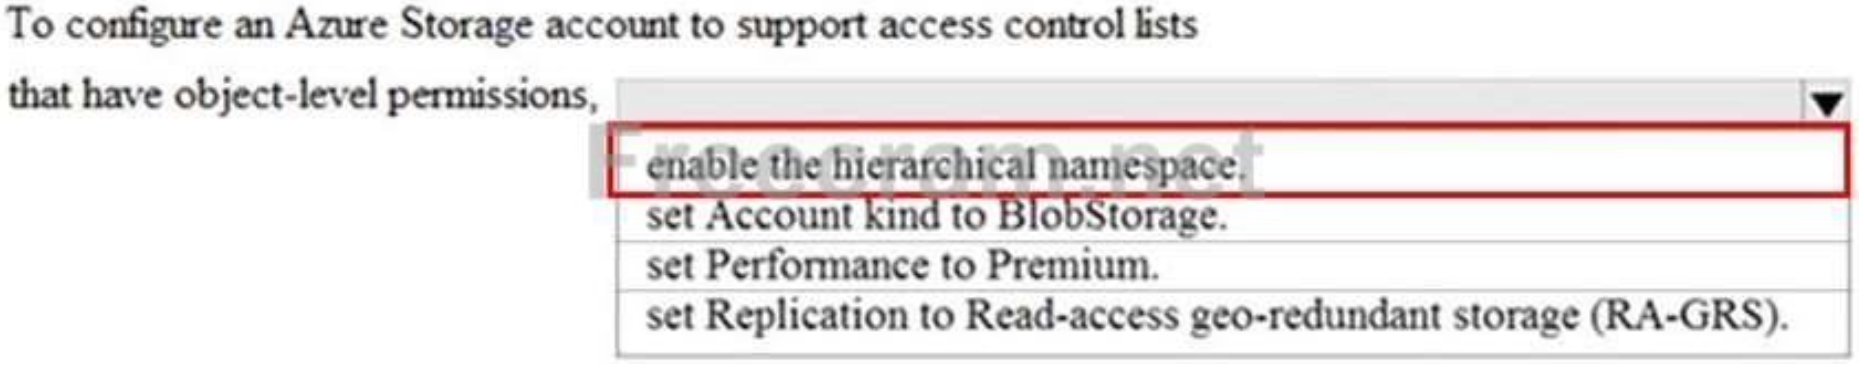 To configure an Azure Storage account to support access control lists
that have object-level permissions,
Freecram.net
enable the hierarchical namespace.
set Account kind to BlobStorage.
set Performance to Premium.
set Replication to Read-access geo-redundant storage (RA-GRS).